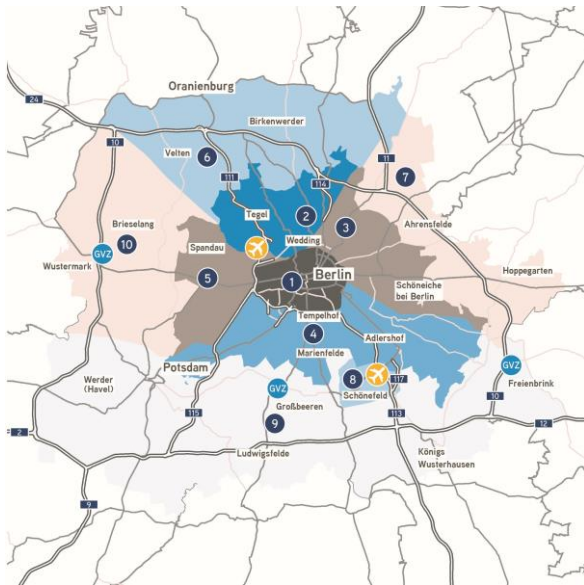 Oranienburg
24
Birkenwerder
10
Velten
6
11
111
114
7
Tegel
2
Brieselang
3
Ahrensfelde
10
Spandau
Wedding
GVZ
Hoppegarten
Wustermark
5
1
Berlin
Schöneiche
bei Berlin
Tempelhof
4
Adlershof
Marienfelde
Potsdam
GVZ
8
117
Werder
(Havel)
GVZ
Schönefeld
Freienbrink
10
115
Großbeeren
113
9
12
2
Ludwigsfelde
Königs
Wusterhausen
9